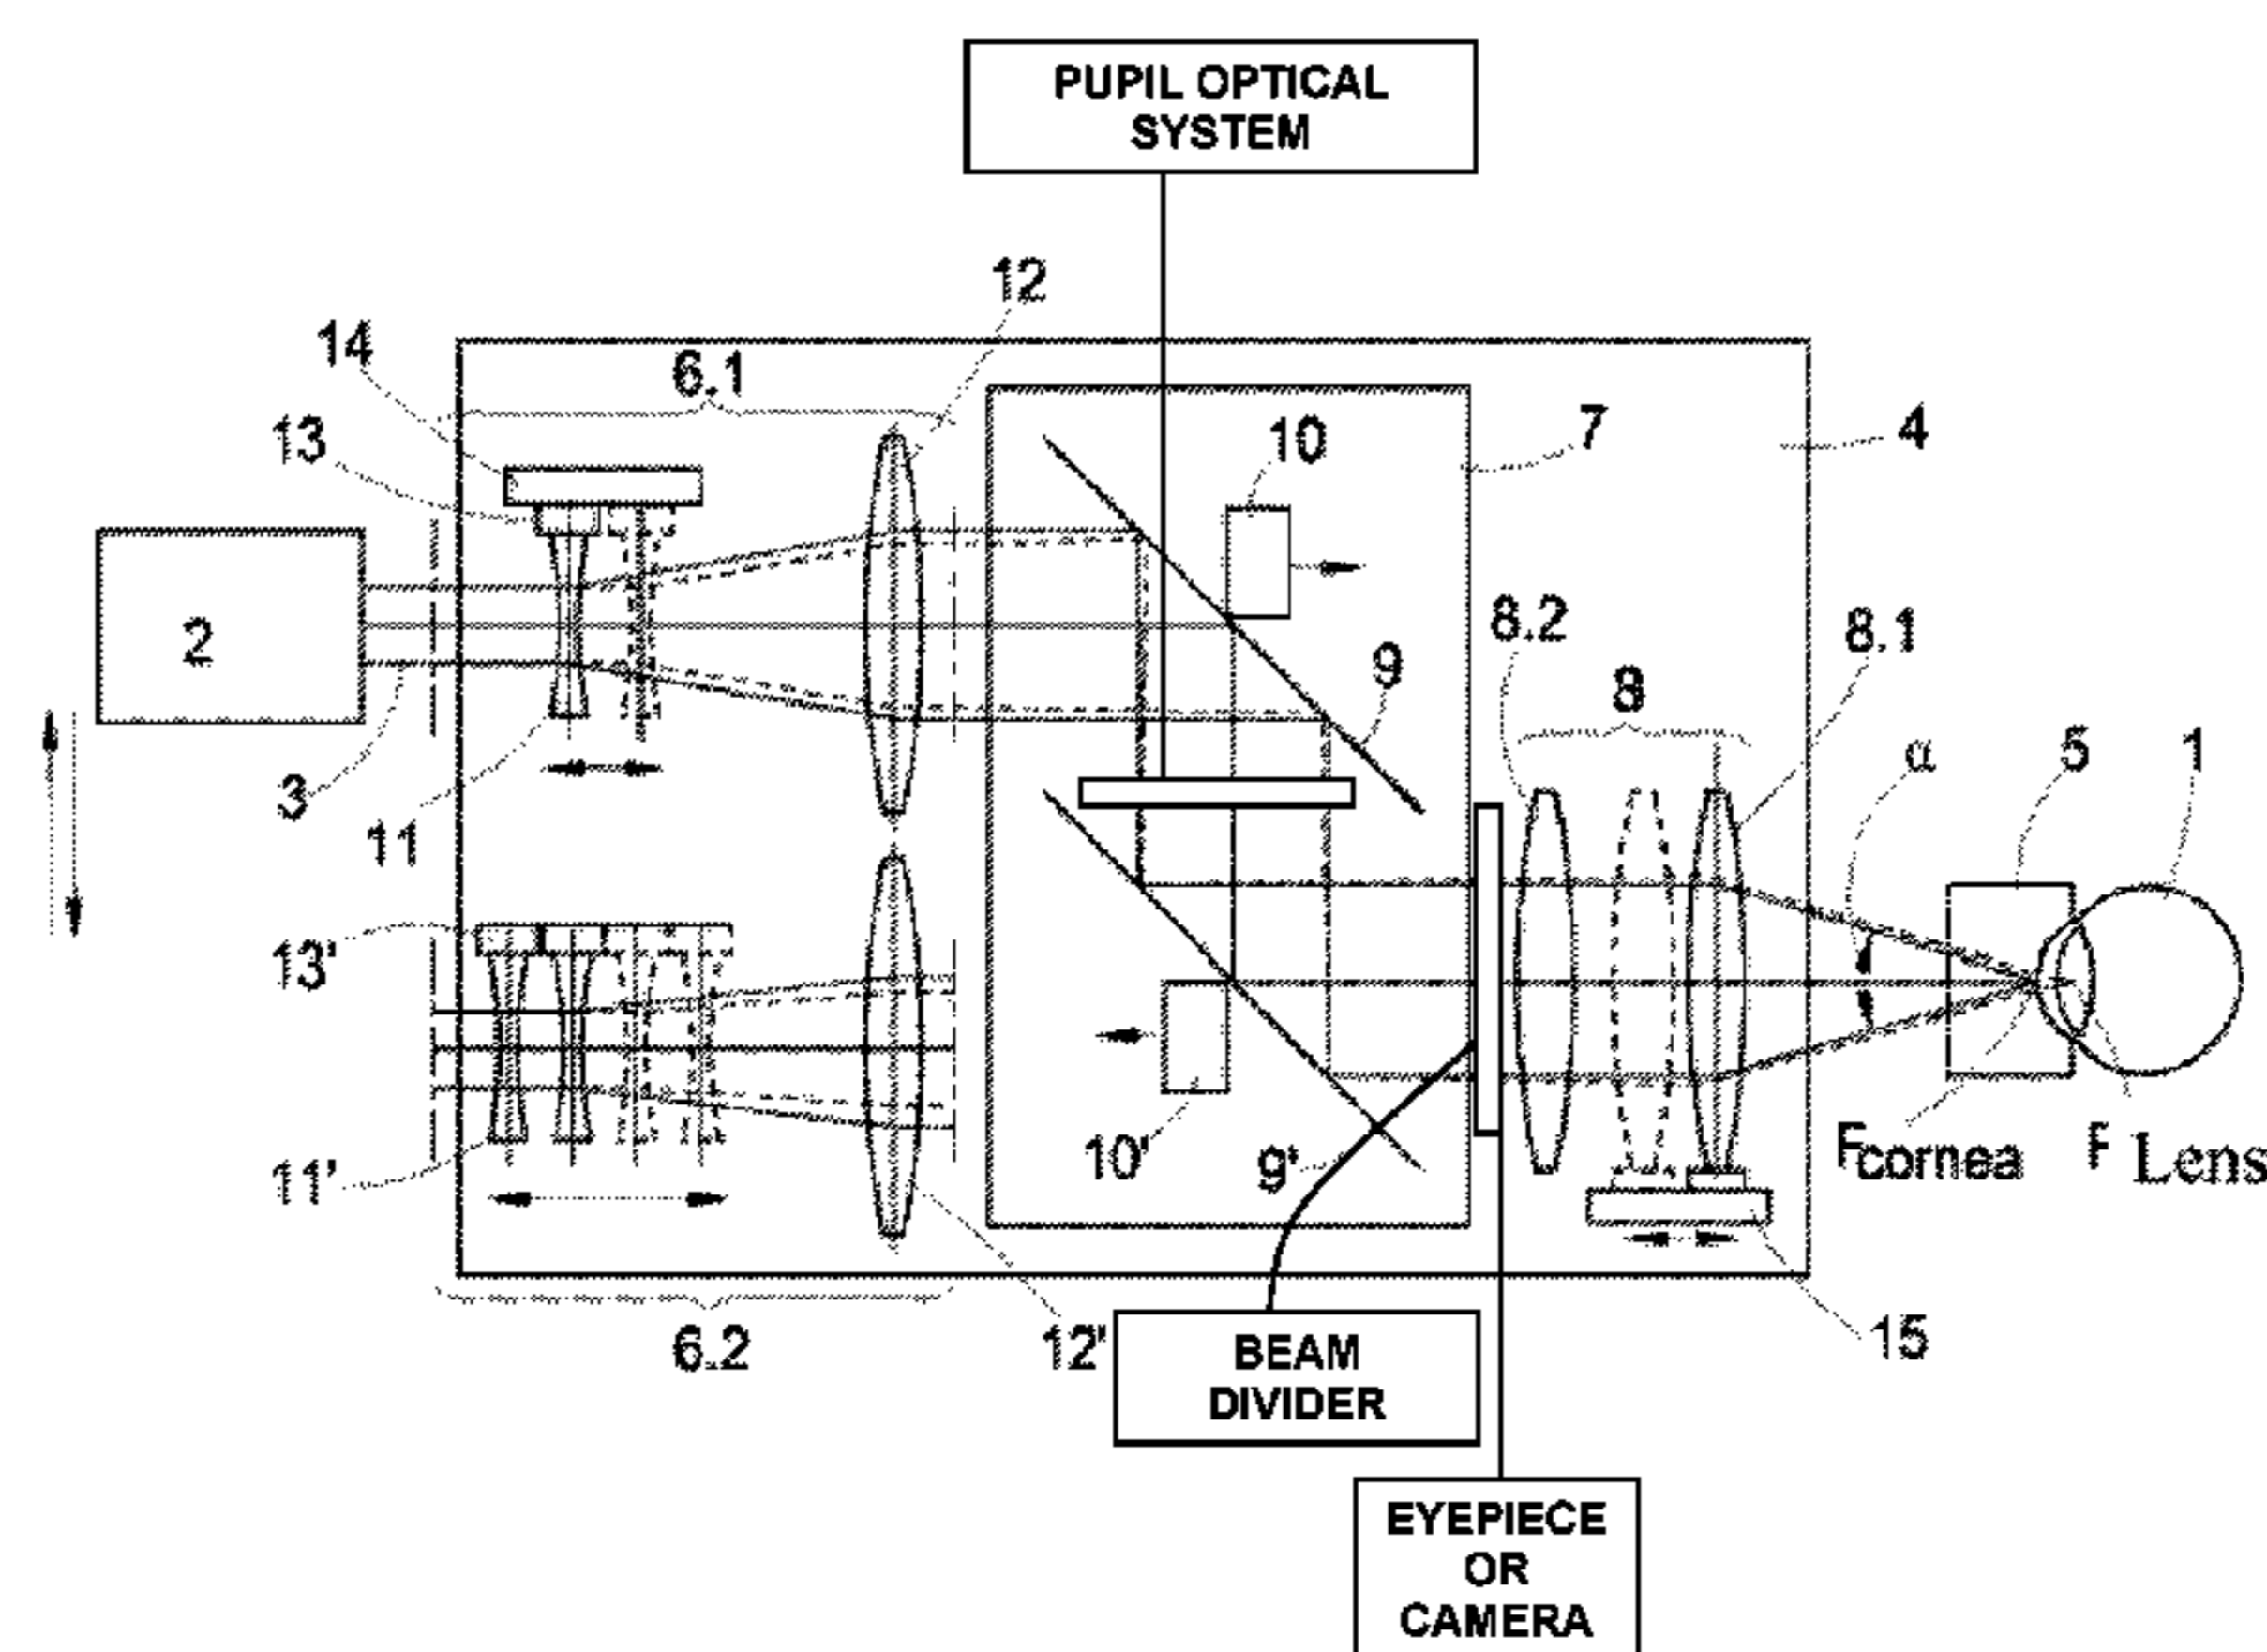 PUPIL OPTICAL
SYSTEM
12
14
6.1
13
10
7
4
2
8.2
8.1
9
8
α
5
1
3
11
13'
10'
9'
Fcornea
F Lens
11'
6.2
12'
15
BEAM
DIVIDER
EYEPIECE
OR
CAMERA